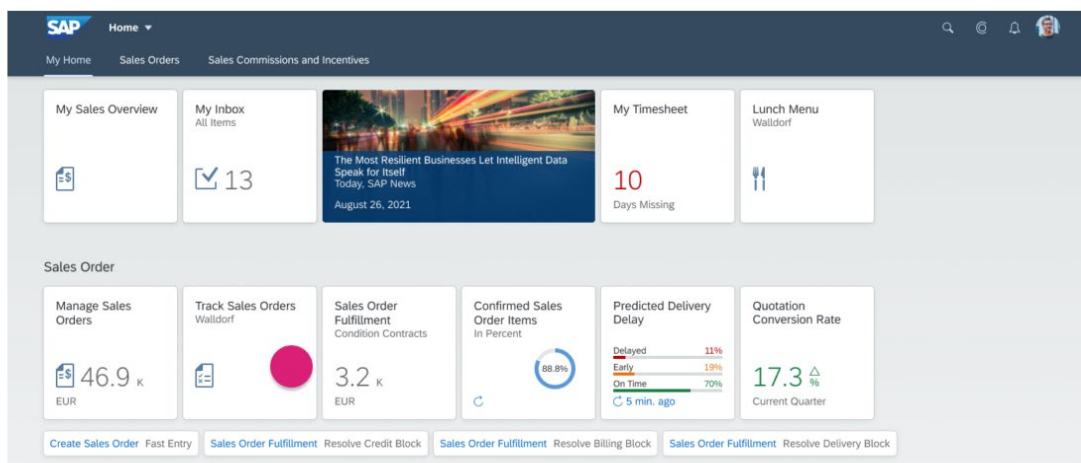 SAP
Home
My Home
Sales Orders
Sales Commissions and Incentives
My Sales Overview
My Inbox
All Items
13
The Most Resilient Businesses Let Intelligent Data
Speak for Itself
Today, SAP News
August 26, 2021
My Timesheet
10
Days Missing
Lunch Menu
Walldorf
Sales Order
Manage Sales
Orders
46.9 K
EUR
Track Sales Orders
Walldorf
Sales Order
Fulfillment
Condition Contracts
3.2 K
EUR
Confirmed Sales
Order Items
In Percent
88.8%
Predicted Delivery
Delay
Delayed 11%
Early 19%
On Time 70%
5 min. ago
Quotation
Conversion Rate
17.3 %
Current Quarter
Create Sales Order Fast Entry
Sales Order Fulfillment Resolve Credit Block
Sales Order Fulfillment Resolve Billing Block
Sales Order Fulfillment Resolve Delivery Block